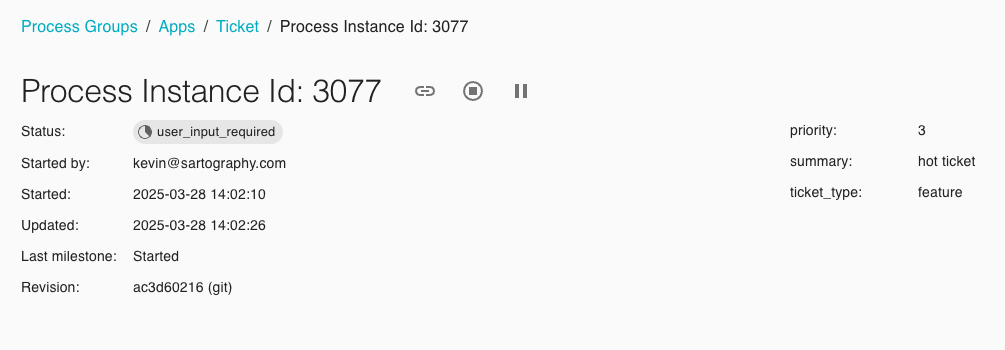 Process Groups / Apps / Ticket / Process Instance Id: 3077
Process Instance Id: 3077
Status: user_input_required
Started by: kevin@sartography.com
Started: 2025-03-28 14:02:10
Updated: 2025-03-28 14:02:26
Last milestone: Started
Revision: ac3d60216 (git)
priority: 3
summary: hot ticket
ticket_type: feature